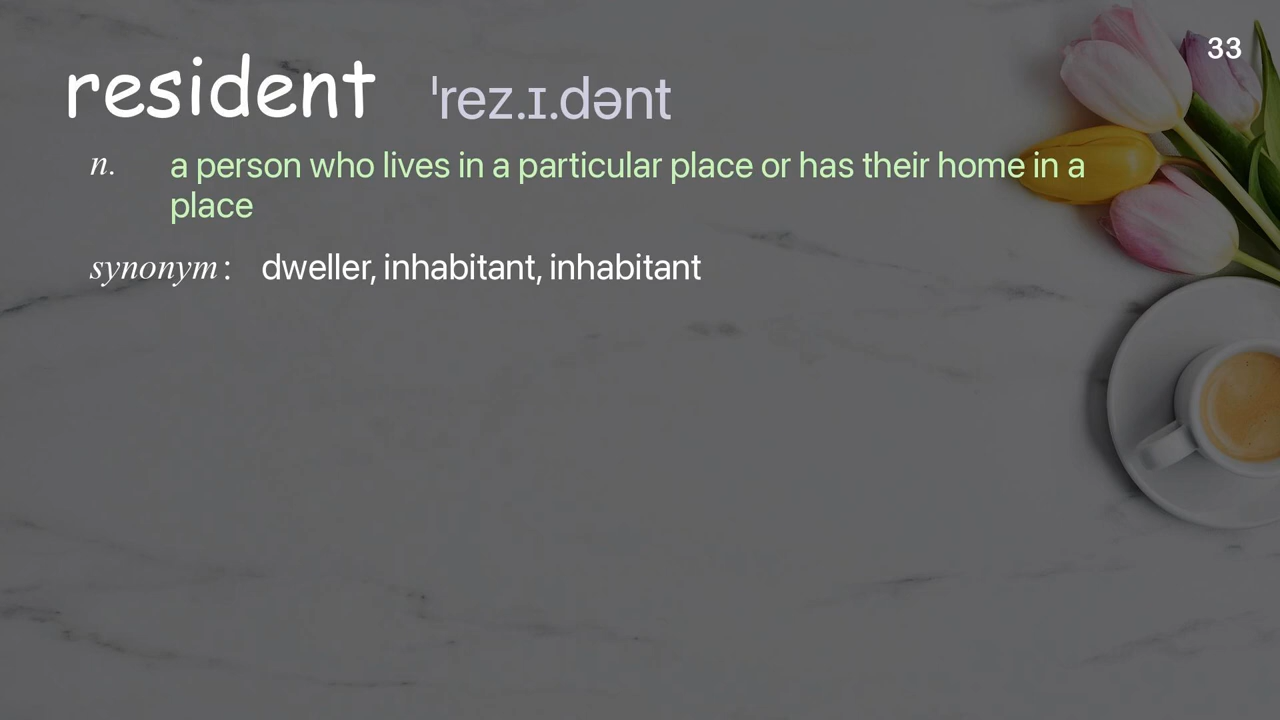 33
resident ˈrez.ɪ.dənt
n. a person who lives in a particular place or has their home in a
place
synonym: dweller, inhabitant, inhabitant